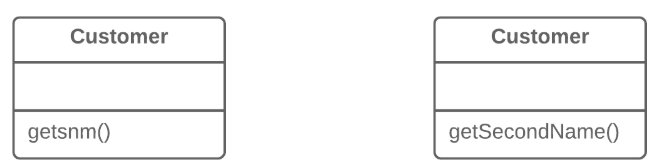 Customer
getsnm()
Customer
getSecondName()